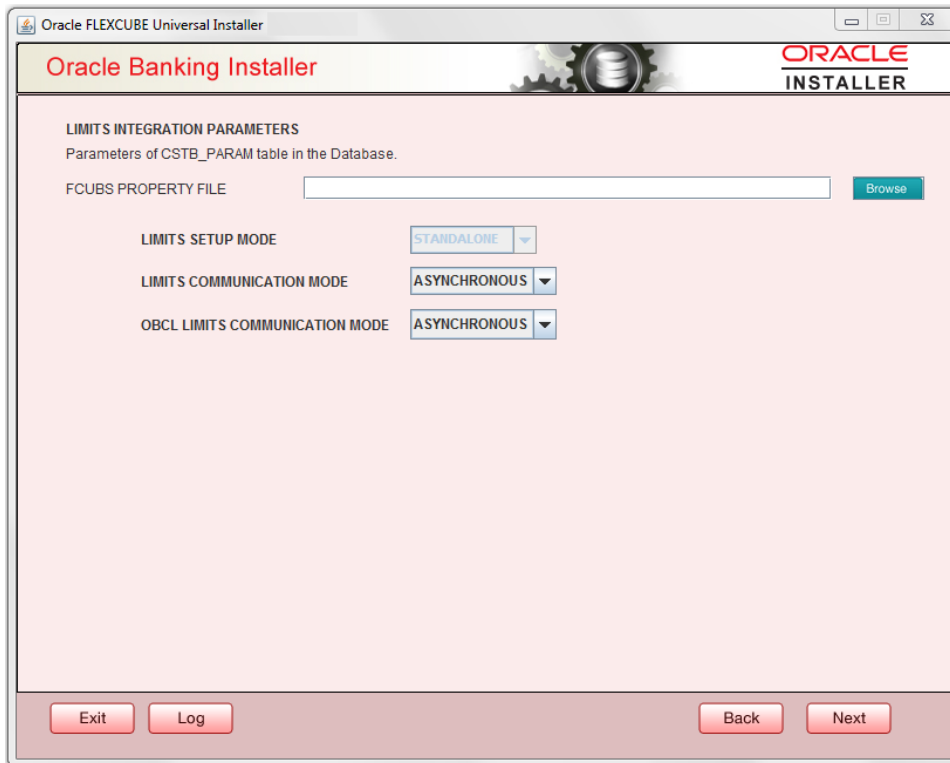 Oracle FLEXCUBE Universal Installer
Oracle Banking Installer
ORACLE
INSTALLER
LIMITS INTEGRATION PARAMETERS
Parameters of CSTB_PARAM table in the Database.
FCUBS PROPERTY FILE Browse
LIMITS SETUP MODE STANDALONE
LIMITS COMMUNICATION MODE ASYNCHRONOUS
OBCL LIMITS COMMUNICATION MODE ASYNCHRONOUS
Exit Log Back Next